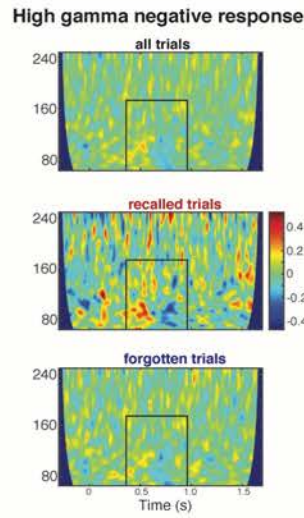 High gamma negative response
all trials
240
160
80
recalled trials
240
160
80
0.4
0.2
0
-0.2
-0.4
forgotten trials
240
160
80
0 0.5 1.0 1.5
Time (s)